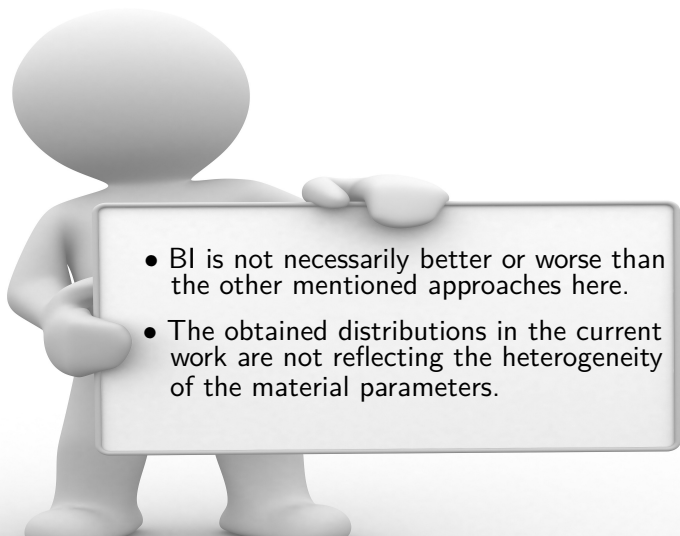 • BI is not necessarily better or worse than
the other mentioned approaches here.
• The obtained distributions in the current
work are not reflecting the heterogeneity
of the material parameters.